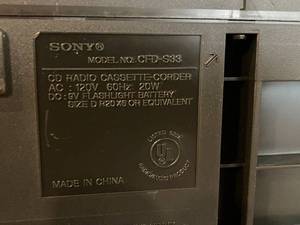 SONY®
MODEL NO. CFD-S33
CD RADIO CASSETTE-CORDER
AC : 120V 60Hz 20W
DC : 9V FLASHLIGHT BATTERY
SIZE D R20X6 OR EQUIVALENT
LISTED
UL
PRODUCT
MADE IN CHINA